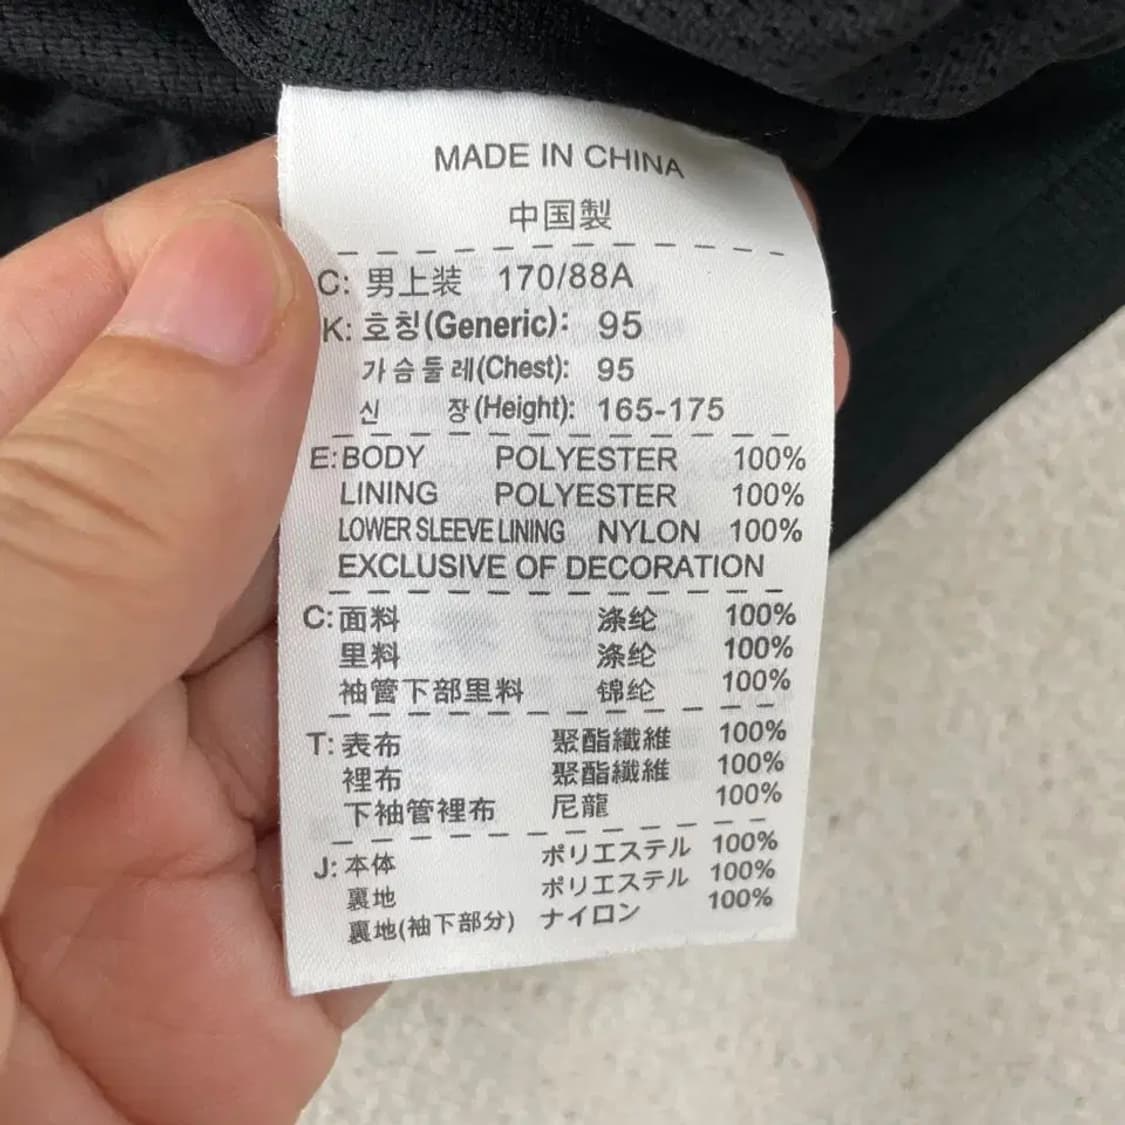 MADE IN CHINA
中国製
C: 男上装 170/88A
K: 호칭(Generic): 95
가슴둘레(Chest): 95
신 장(Height): 165-175
E: BODY POLYESTER 100%
LINING POLYESTER 100%
LOWER SLEEVE LINING NYLON 100%
EXCLUSIVE OF DECORATION
C: 面料 涤纶 100%
里料 涤纶 100%
袖管下部里料 锦纶 100%
T: 表布 聚酯纖維 100%
裡布 聚酯纖維 100%
下袖管裡布 尼龍 100%
J: 本体 ポリエステル 100%
裏地 ポリエステル 100%
裏地(袖下部分) ナイロン 100%